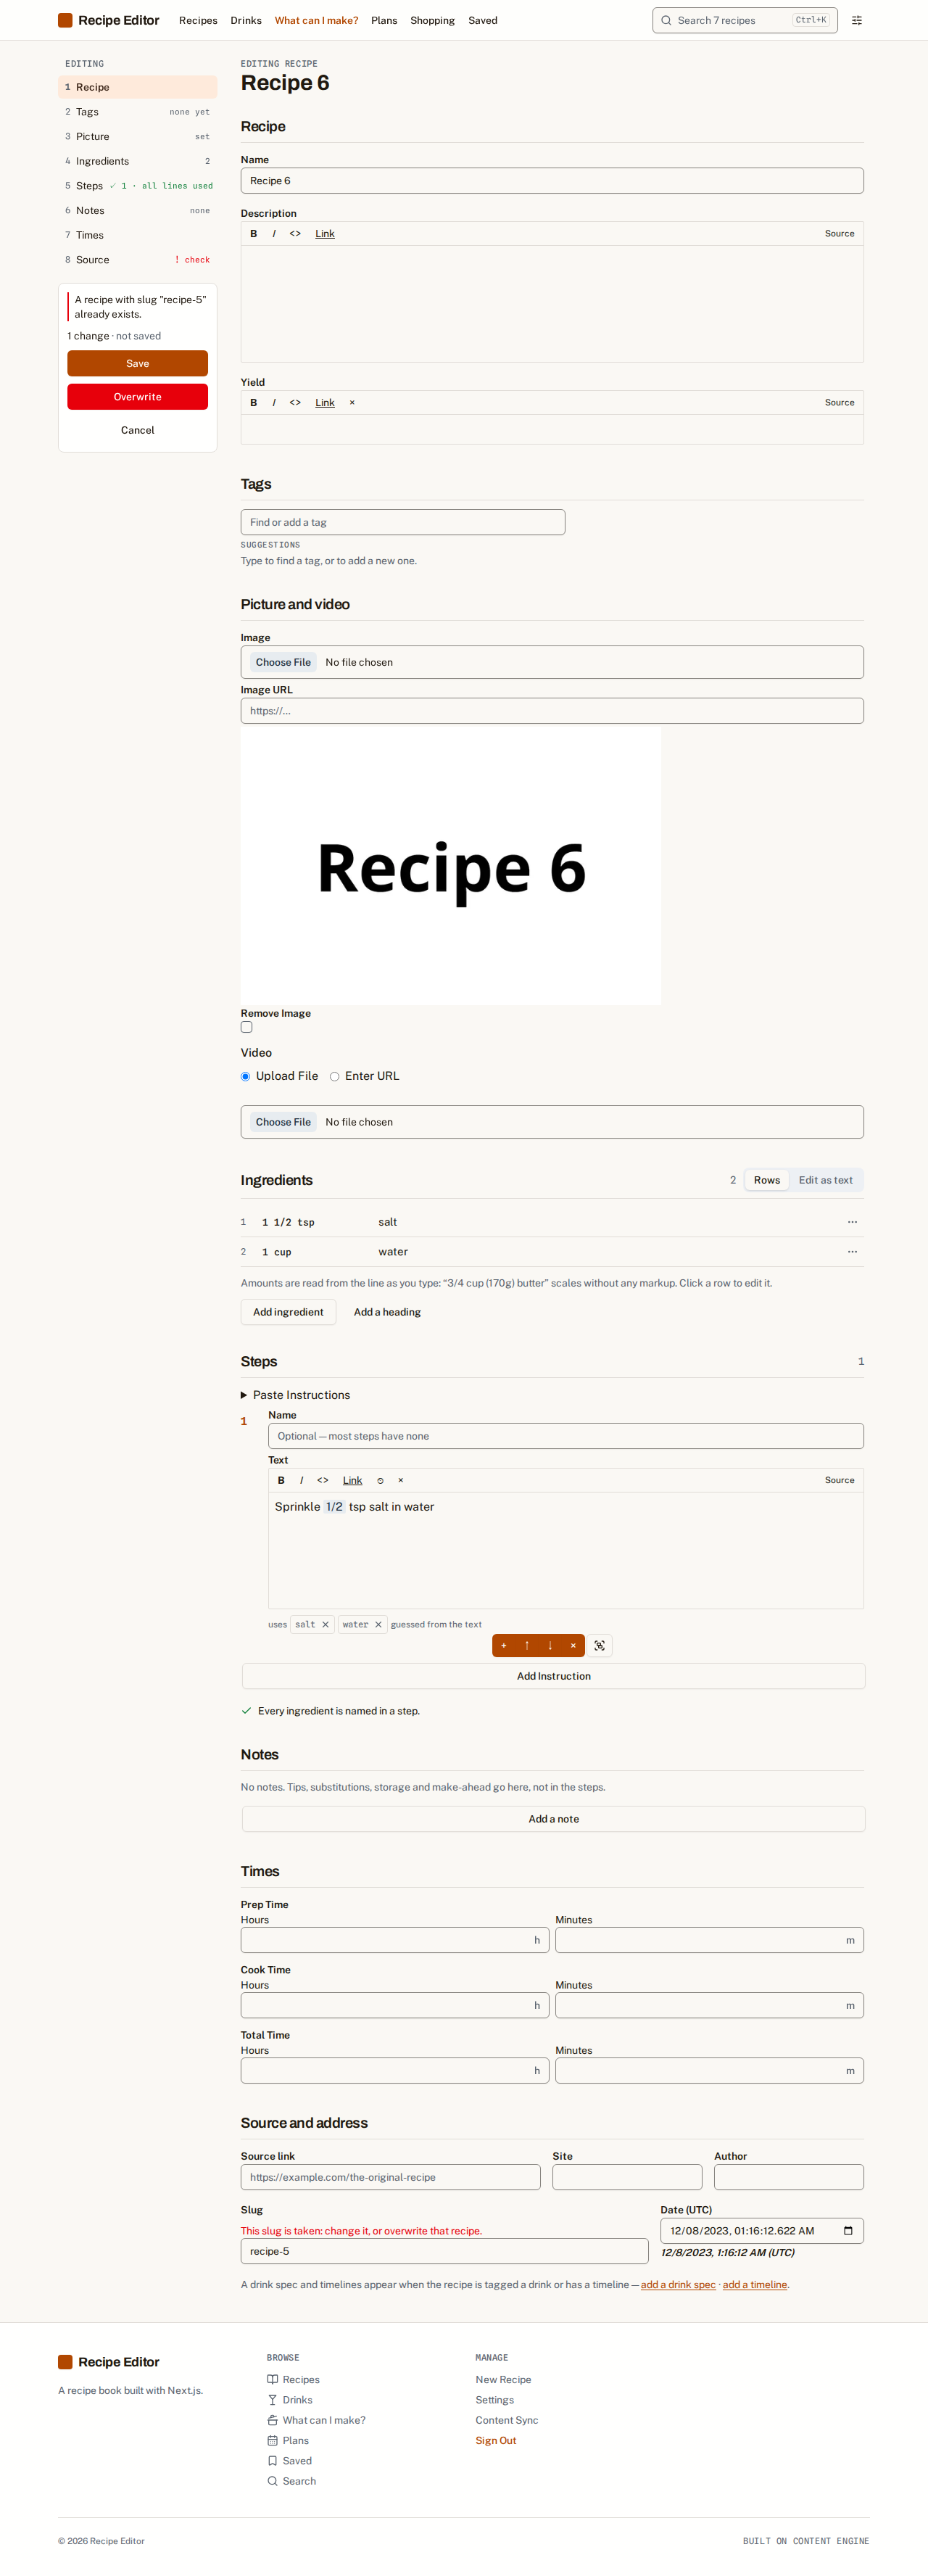 Recipe Editor
Recipes Drinks What can I make? Plans Shopping Saved
Search 7 recipes Ctrl+K
EDITING
1 Recipe
2 Tags none yet
3 Picture set
4 Ingredients 2
5 Steps ✓ 1 · all lines used
6 Notes none
7 Times
8 Source ! check
A recipe with slug "recipe-5"
already exists.
1 change · not saved
Save
Overwrite
Cancel
EDITING RECIPE
Recipe 6
Recipe
Name
Recipe 6
Description
B I <> Link Source
Yield
B I <> Link × Source
Tags
Find or add a tag
SUGGESTIONS
Type to find a tag, or to add a new one.
Picture and video
Image
Choose File No file chosen
Image URL
https://...
Recipe 6
Remove Image
Video
Upload File Enter URL
Choose File No file chosen
Ingredients 2 Rows Edit as text
1 1 1/2 tsp salt ···
2 1 cup water ···
Amounts are read from the line as you type: “3/4 cup (170g) butter” scales without any markup. Click a row to edit it.
Add ingredient Add a heading
Steps 1
▶ Paste Instructions
1 Name
Optional — most steps have none
Text
B I <> Link × Source
Sprinkle 1/2 tsp salt in water
uses salt × water × guessed from the text
+ ↑ ↓ ×
Add Instruction
✓ Every ingredient is named in a step.
Notes
No notes. Tips, substitutions, storage and make-ahead go here, not in the steps.
Add a note
Times
Prep Time
Hours Minutes
h m
Cook Time
Hours Minutes
h m
Total Time
Hours Minutes
h m
Source and address
Source link Site Author
https://example.com/the-original-recipe
Slug Date (UTC)
This slug is taken: change it, or overwrite that recipe.
recipe-5
12/08/2023, 01:16:12.622 AM
12/8/2023, 1:16:12 AM (UTC)
A drink spec and timelines appear when the recipe is tagged a drink or has a timeline — add a drink spec · add a timeline.
Recipe Editor
A recipe book built with Next.js.
BROWSE
Recipes
Drinks
What can I make?
Plans
Saved
Search
MANAGE
New Recipe
Settings
Content Sync
Sign Out
© 2026 Recipe Editor
BUILT ON CONTENT ENGINE